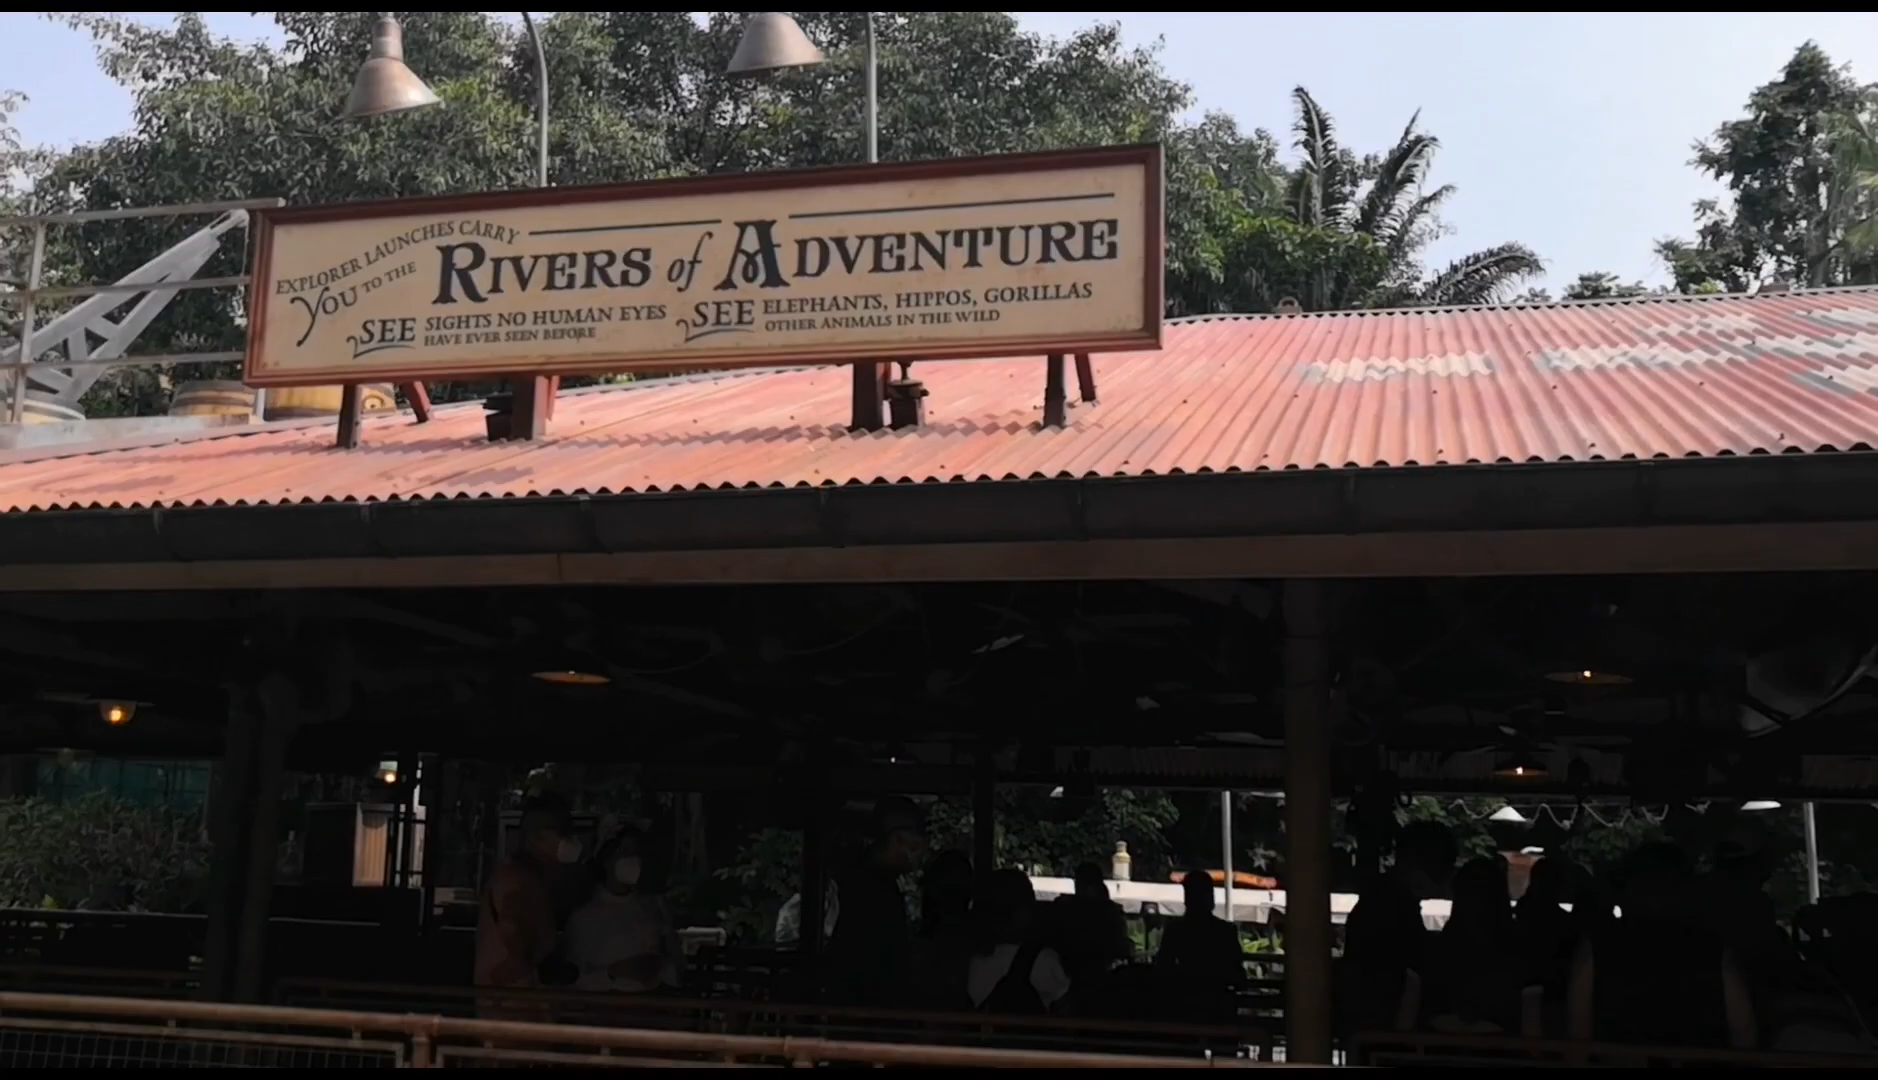 EXPLORER LAUNCHES CARRY
YOU TO THE
RIVERS of ADVENTURE
SEE SIGHTS NO HUMAN EYES
HAVE EVER SEEN BEFORE
SEE ELEPHANTS, HIPPOS, GORILLAS
OTHER ANIMALS IN THE WILD